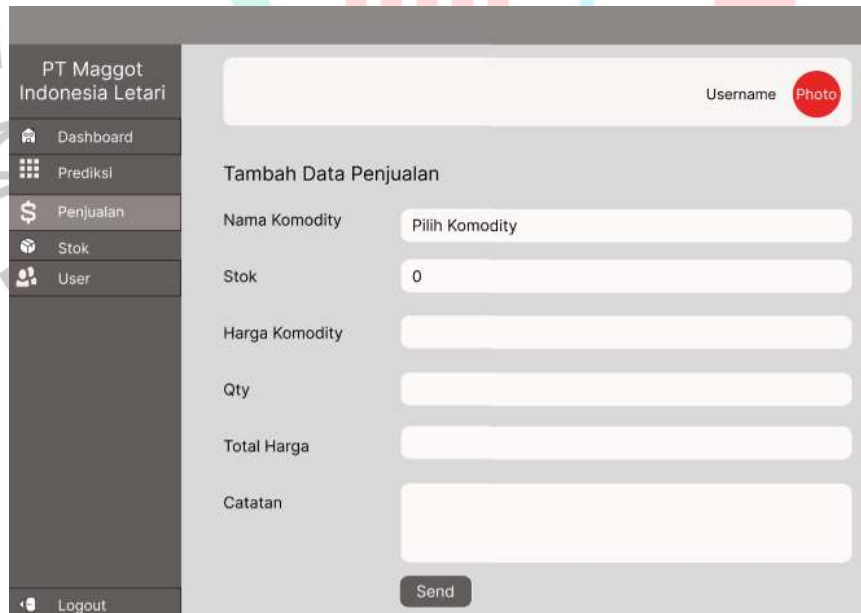 PT Maggot
Indonesia Letari
Dashboard
Prediksi
Penjualan
Stok
User
Logout
Username
Photo
Tambah Data Penjualan
Nama Komodity
Pilih Komodity
Stok
0
Harga Komodity
Qty
Total Harga
Catatan
Send